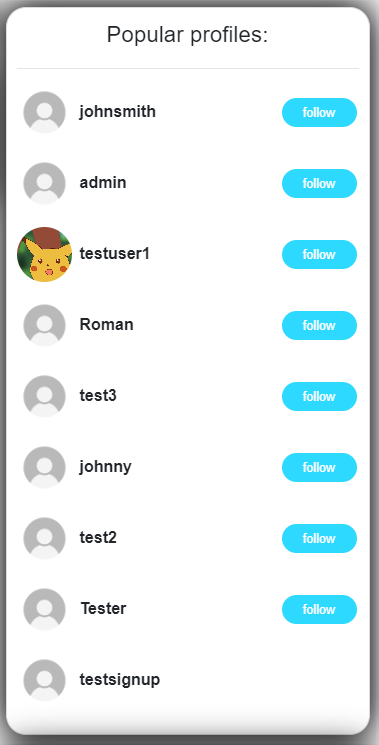 Popular profiles:
johnsmith follow
admin follow
testuser1 follow
Roman follow
test3 follow
johnny follow
test2 follow
Tester follow
testsignup